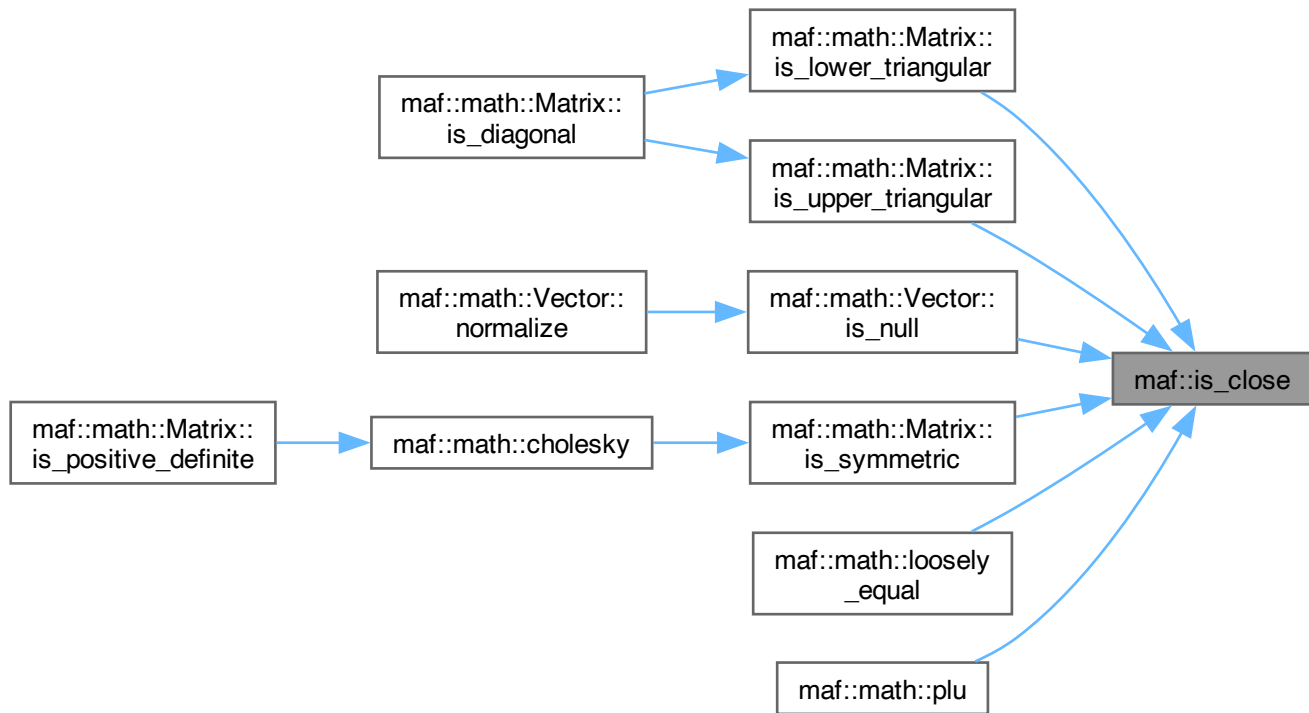 maf::math::Matrix::
is_lower_triangular
maf::math::Matrix::
is_diagonal
maf::math::Matrix::
is_upper_triangular
maf::math::Vector::
normalize
maf::math::Vector::
is_null
maf::is_close
maf::math::Matrix::
is_positive_definite
maf::math::cholesky
maf::math::Matrix::
is_symmetric
maf::math::loosely
_equal
maf::math::plu